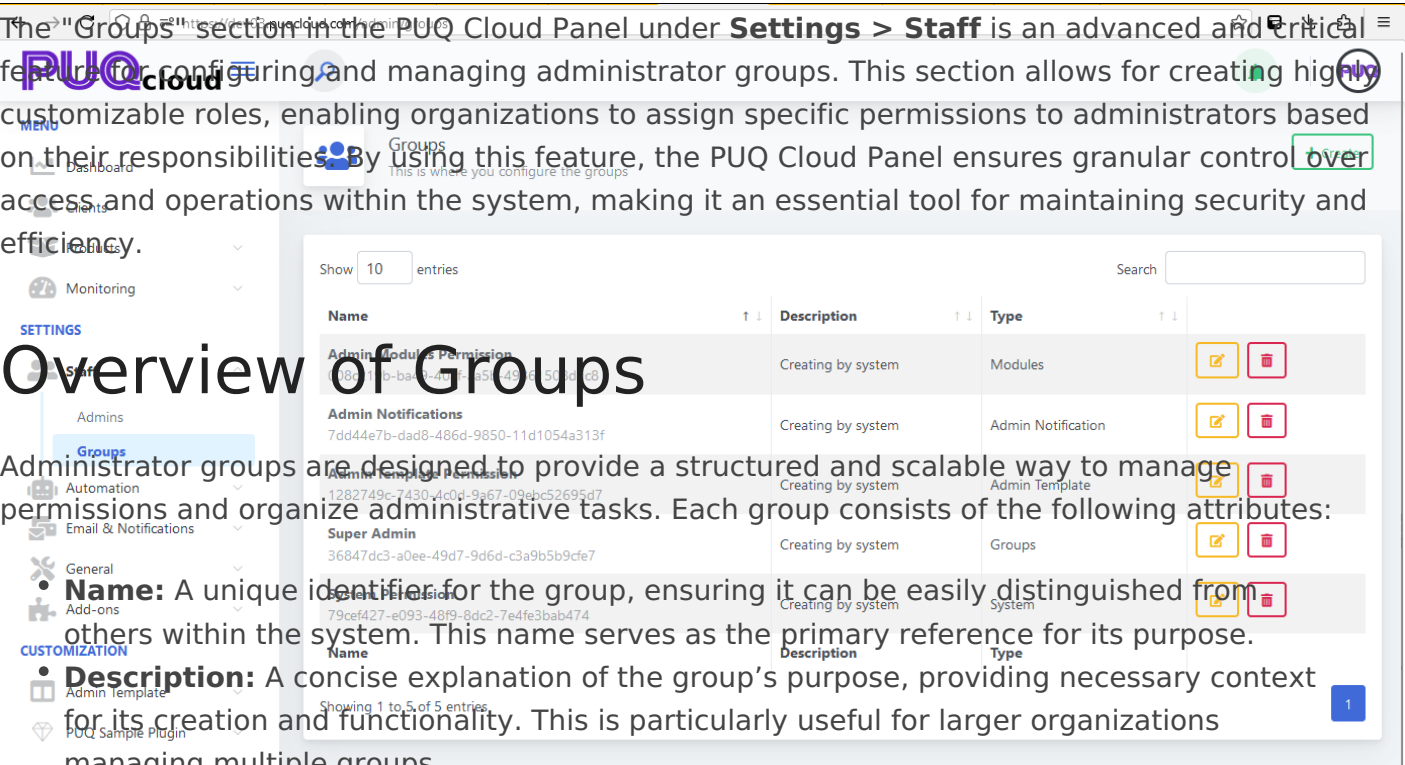 The "Groups" section in the PUQ Cloud Panel under Settings > Staff is an advanced and critical
feature for configuring and managing administrator groups. This section allows for creating highly
customizable roles, enabling organizations to assign specific permissions to administrators based
on their responsibilities. By using this feature, the PUQ Cloud Panel ensures granular control over
access and operations within the system, making it an essential tool for maintaining security and
efficiency.
Overview of Groups
Administrator groups are designed to provide a structured and scalable way to manage
permissions and organize administrative tasks. Each group consists of the following attributes:
• Name: A unique identifier for the group, ensuring it can be easily distinguished from
others within the system. This name serves as the primary reference for its purpose.
• Description: A concise explanation of the group’s purpose, providing necessary context
for its creation and functionality. This is particularly useful for larger organizations
managing multiple groups.
PUQcloud
PUQ
MENU
Dashboard
Clients
Products
Monitoring
SETTINGS
Staff
Admins
Groups
Automation
Email & Notifications
General
Add-ons
CUSTOMIZATION
Admin Template
PUQ Sample Plugin
Groups
This is where you configure the groups
+ Create
Show 10 entries
Search
Name Description Type
Admin Modules Permission
Creating by system Modules
Admin Notifications
7dd44e7b-dad8-486d-9850-11d1054a313f
Creating by system Admin Notification
Admin Template Permission
1282749c-7430-4c0d-9a67-09ebc52695d7
Creating by system Admin Template
Super Admin
36847dc3-a0ee-49d7-9d6d-c3a9b5b9cfe7
Creating by system Groups
System Permission
79cef427-e093-48f9-8dc2-7e4fe3bab474
Creating by system System
Name Description Type
Showing 1 to 5 of 5 entries
1